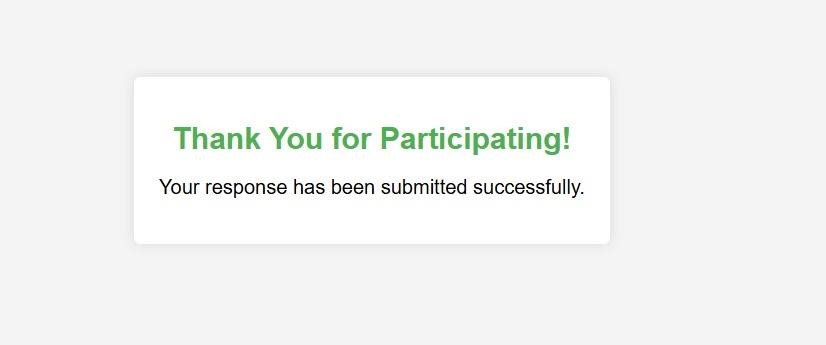 Thank You for Participating!
Your response has been submitted successfully.